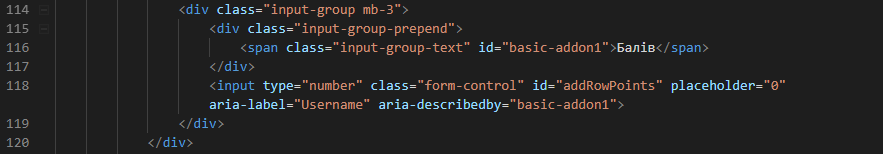 114 <div class="input-group mb-3">
115 <div class="input-group-prepend">
116 <span class="input-group-text" id="basic-addon1">Балів</span>
117 </div>
118 <input type="number" class="form-control" id="addRowPoints" placeholder="0"
aria-label="Username" aria-describedby="basic-addon1">
119 </div>
120 </div>